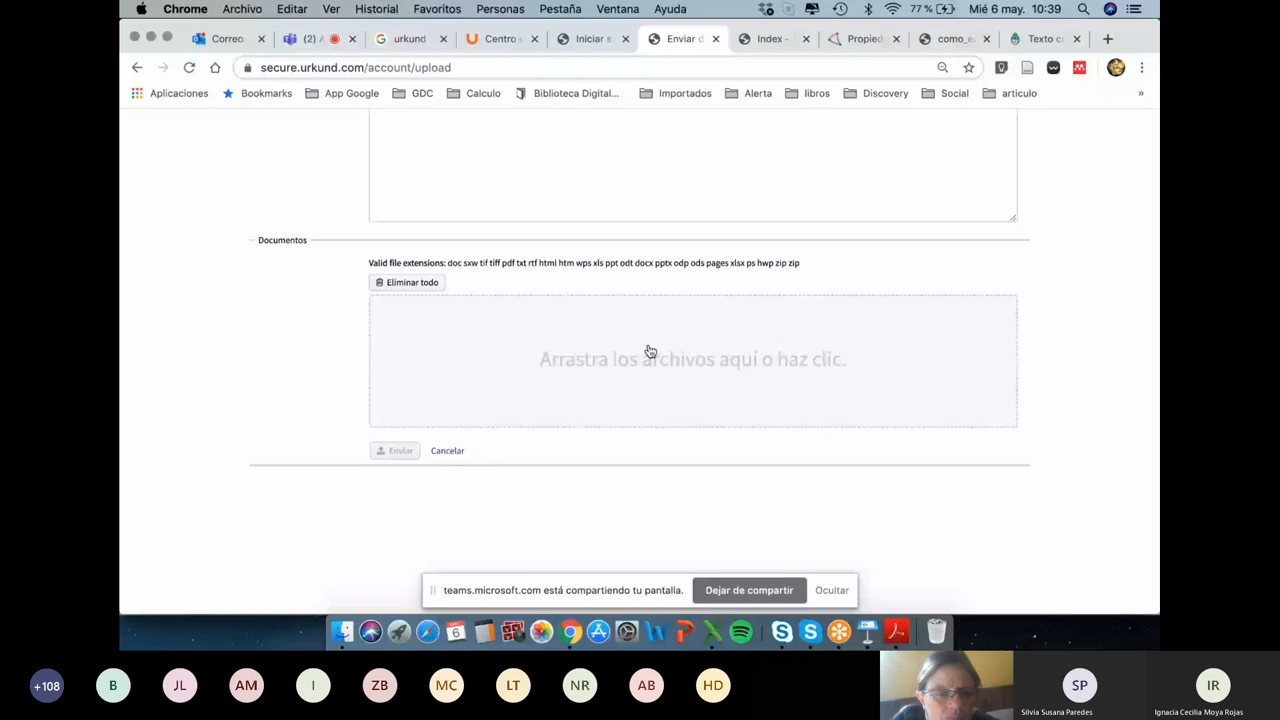 Chrome Archivo Editar Ver Historial Favoritos Personas Pestaña Ventana Ayuda 77 % Mié 6 may. 10:39
Correo. (2) A urkund Centro Iniciar s Enviar d Index - Propied Texto c
secure.urkund.com/account/upload
Aplicaciones Bookmarks App Google GDC Calculo Biblioteca Digital... Importados Alerta libros Discovery Social articulo »
Documentos
Valid file extensions: doc sxw tif tiff pdf txt rtf html htm wps xls ppt odt docx pptx odp ods pages xlsx ps hwp zip zip
Eliminar todo
Arrastra los archivos aquí o haz clic.
Enviar Cancelar
teams.microsoft.com está compartiendo tu pantalla. Dejar de compartir Ocultar
6
+108 B JL AM I ZB MC LT NR AB HD SP IR
Silvia Susana Paredes Ignacia Cecilia Moya Rojas